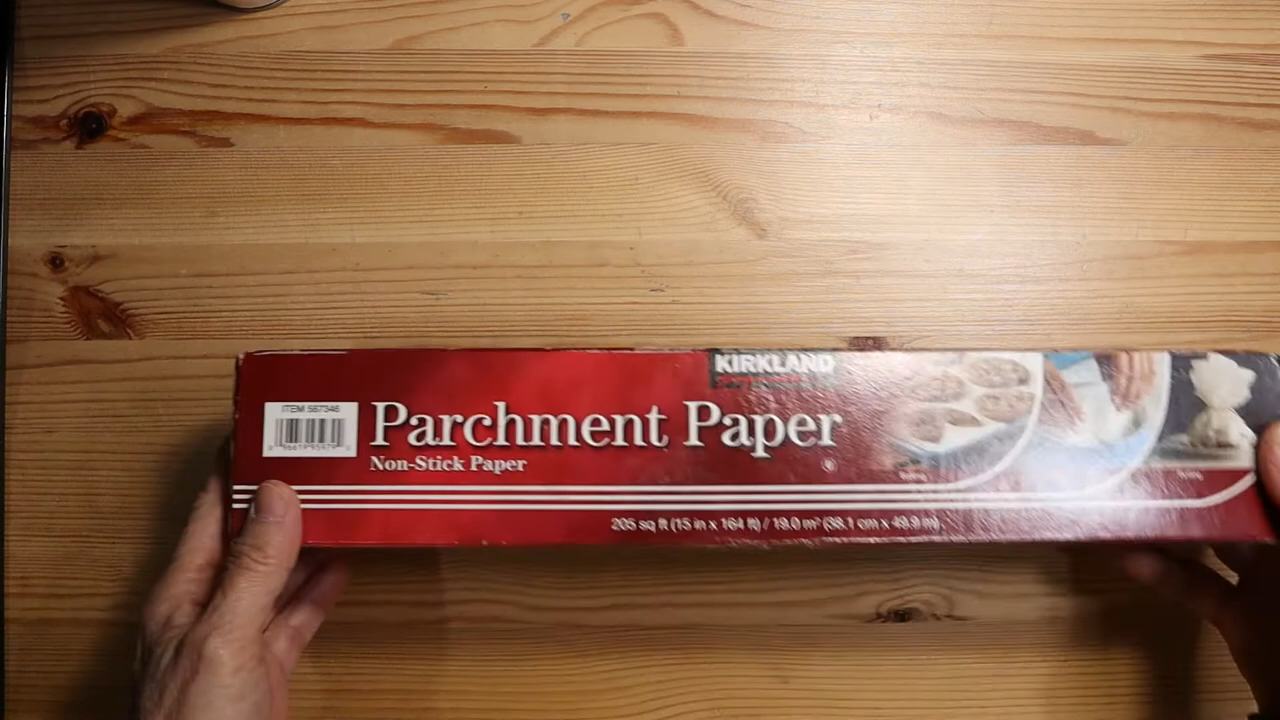 KIRKLAND
ITEM 567346
Parchment Paper
Non-Stick Paper
205 sq ft (15 in x 164 ft) / 19.0 m² (38.1 cm x 49.9 m)